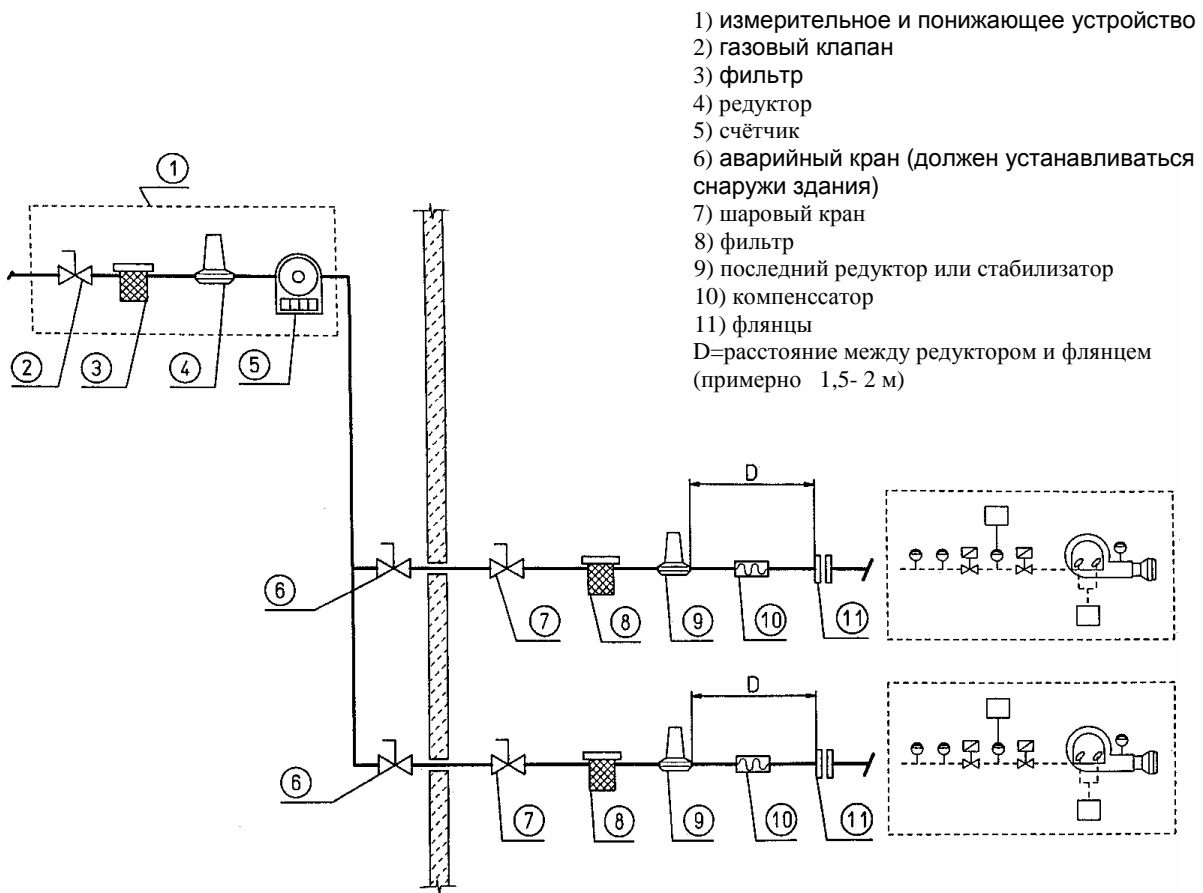 1) измерительное и понижающее устройство
2) газовый клапан
3) фильтр
4) редуктор
5) счётчик
6) аварийный кран (должен устанавливаться
снаружи здания)
7) шаровый кран
8) фильтр
9) последний редуктор или стабилизатор
10) компенссатор
11) флянцы
D=расстояние между редуктором и флянцем
(примерно 1,5- 2 м)
1
2
3
4
5
D
6
7
8
9
10
11
D
6
7
8
9
10
11